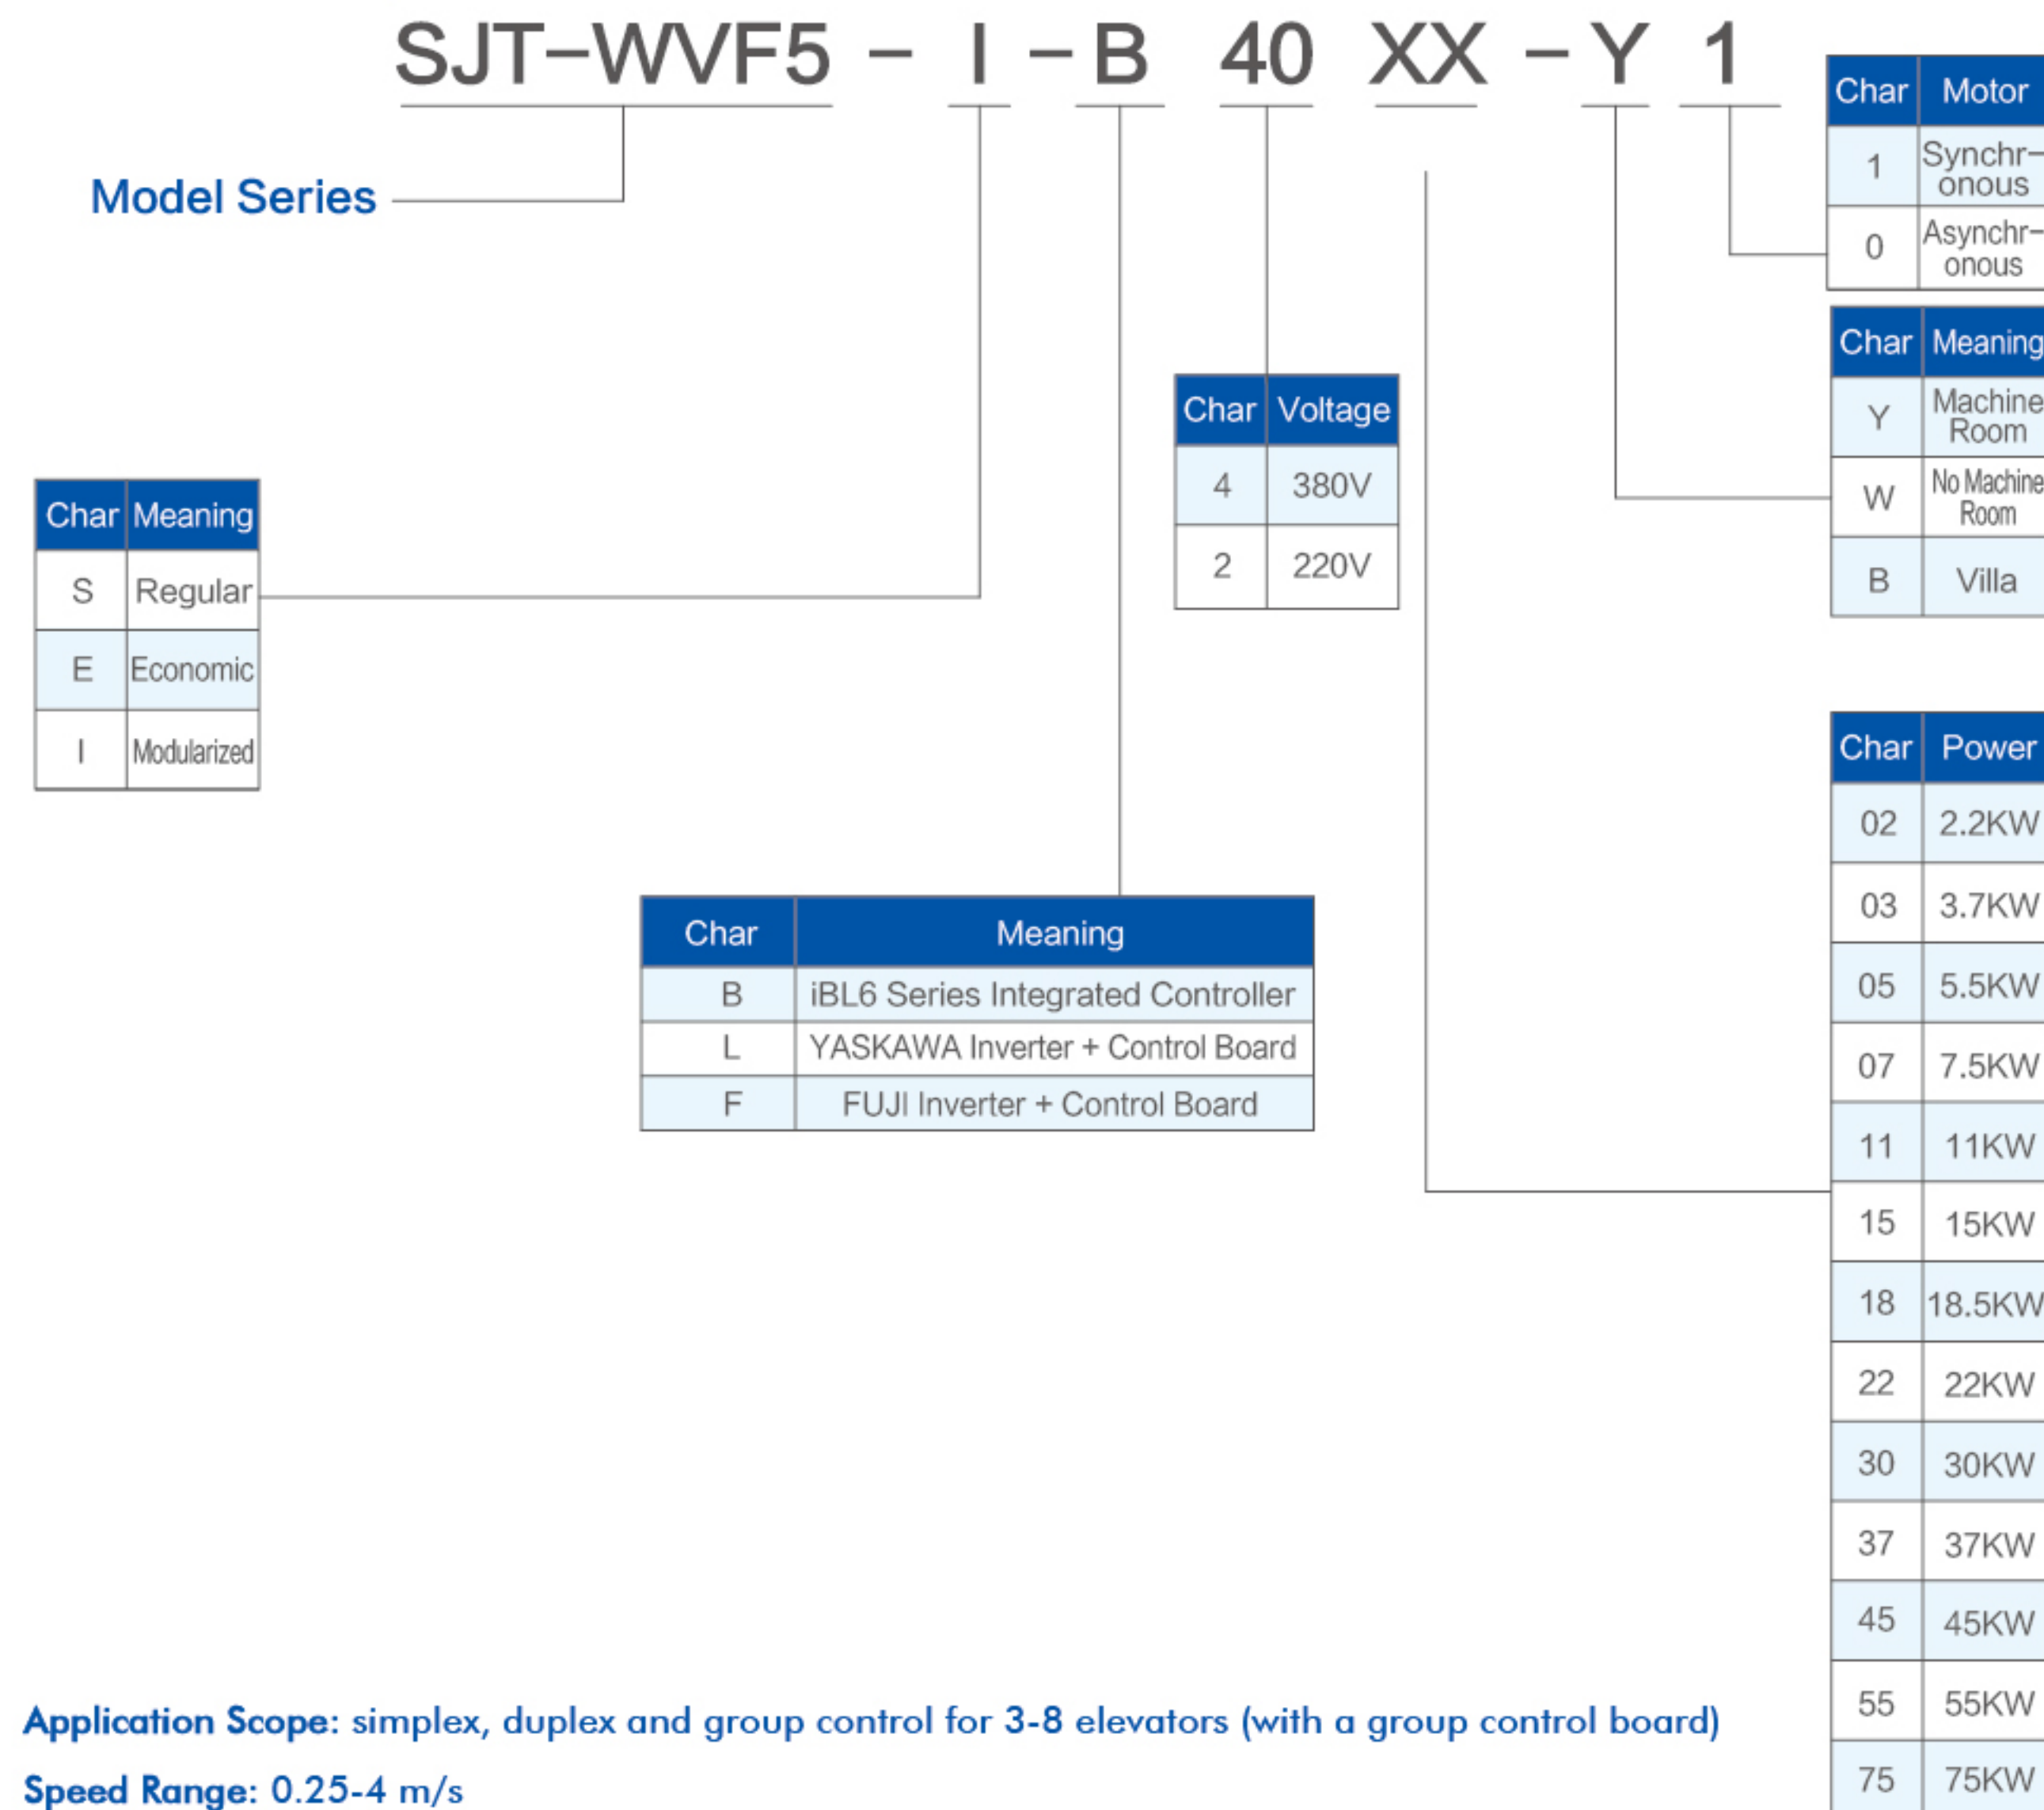 SJT-WVF5 - I - B 40 XX - Y 1
Model Series
Char Motor
1 Synchr-
onous
0 Asynchr-
onous
Char Meaning
Y Machine
Room
W No Machine
Room
B Villa
Char Voltage
4 380V
2 220V
Char Meaning
S Regular
E Economic
I Modularized
Char Meaning
B iBL6 Series Integrated Controller
L YASKAWA Inverter + Control Board
F FUJI Inverter + Control Board
Char Power
02 2.2KW
03 3.7KW
05 5.5KW
07 7.5KW
11 11KW
15 15KW
18 18.5KW
22 22KW
30 30KW
37 37KW
45 45KW
55 55KW
75 75KW
Application Scope: simplex, duplex and group control for 3-8 elevators (with a group control board)
Speed Range: 0.25-4 m/s